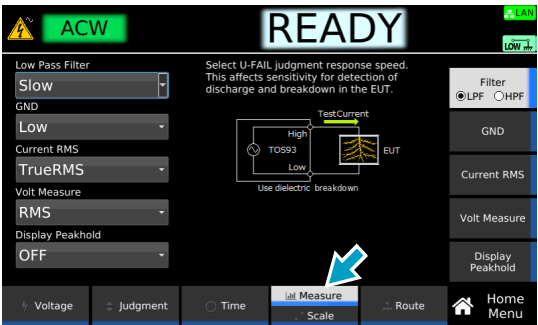 ACW
READY
LAN
LOW
Low Pass Filter
Slow
GND
Low
Current RMS
TrueRMS
Volt Measure
RMS
Display Peakhold
OFF
Select U-FAIL judgment response speed.
This affects sensitivity for detection of
discharge and breakdown in the EUT.
TestCurrent
High
TOS93
EUT
Low
Use dielectric breakdown
Filter
LPF HPF
GND
Current RMS
Volt Measure
Display
Peakhold
Voltage
Judgment
Time
Measure
Scale
Route
Home
Menu